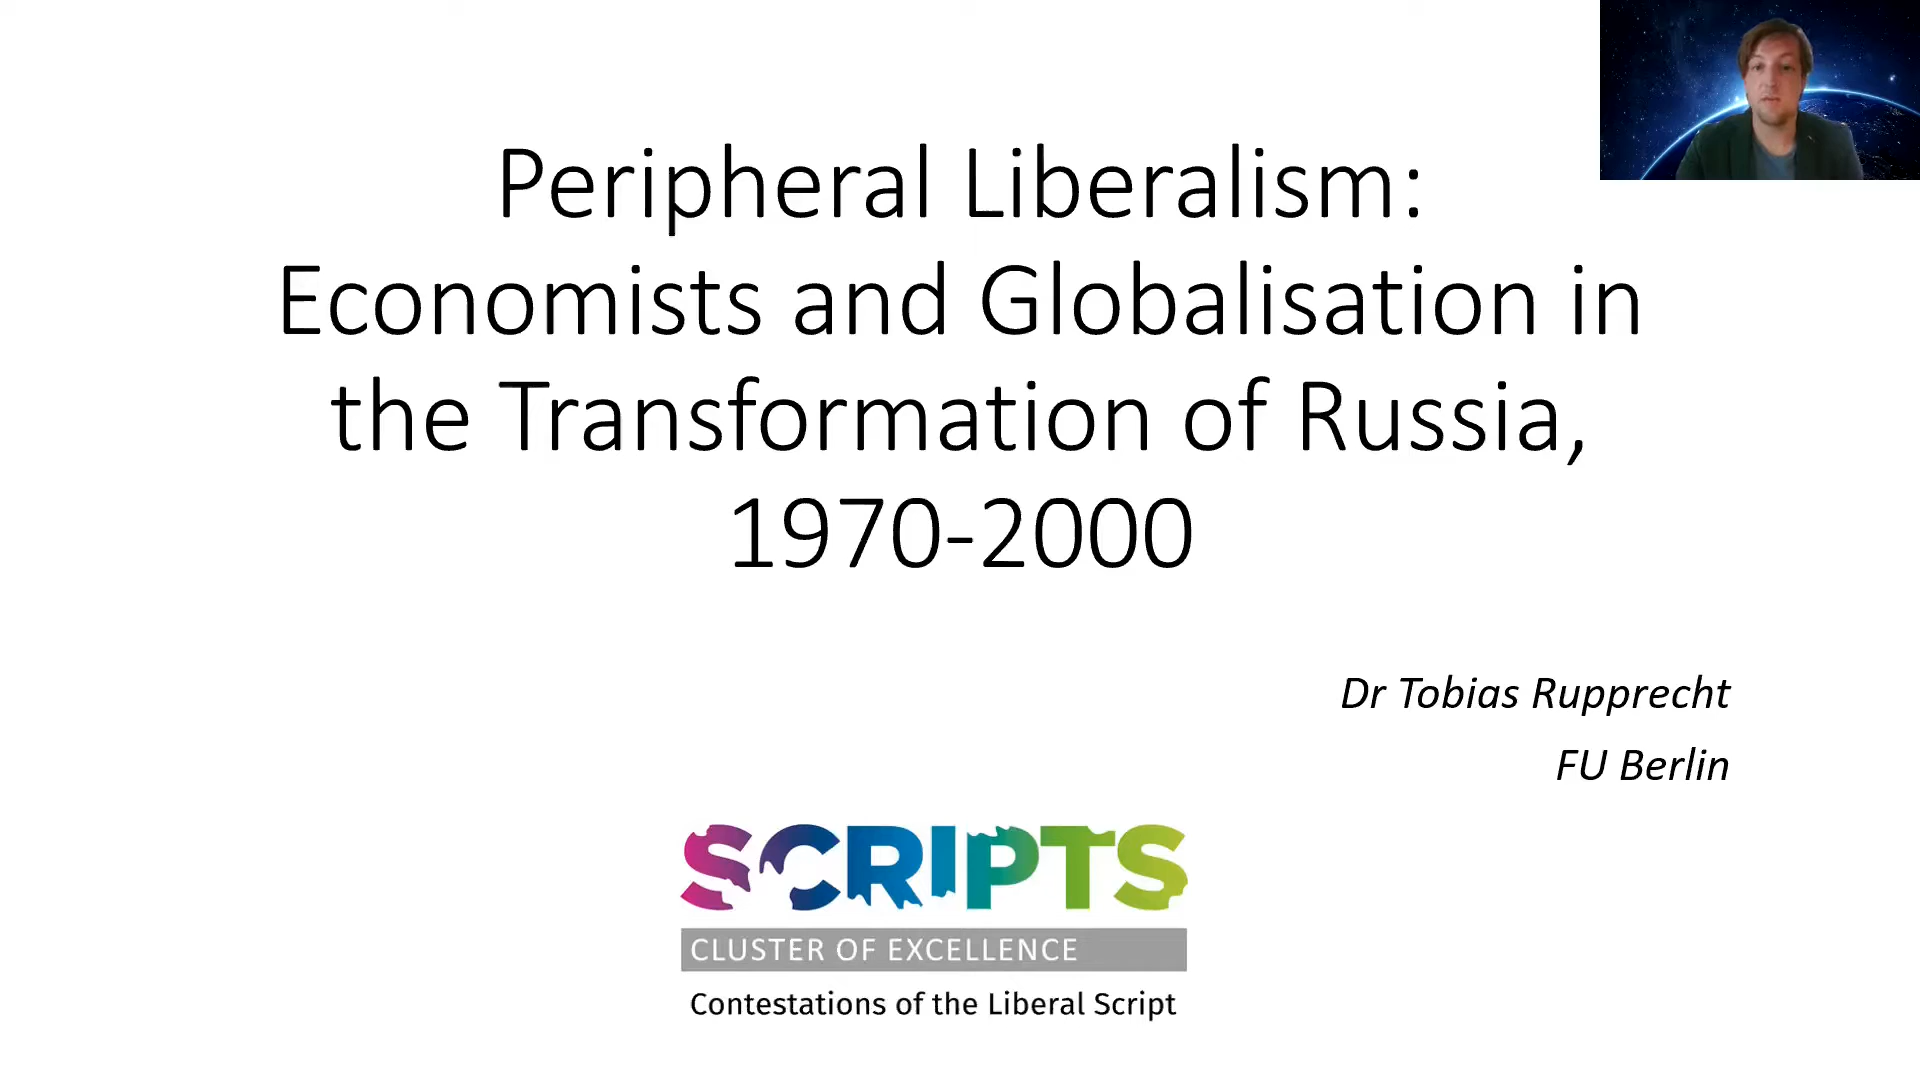 Peripheral Liberalism:
Economists and Globalisation in
the Transformation of Russia,
1970-2000
Dr Tobias Rupprecht
FU Berlin
SCRIPTS
CLUSTER OF EXCELLENCE
Contestations of the Liberal Script